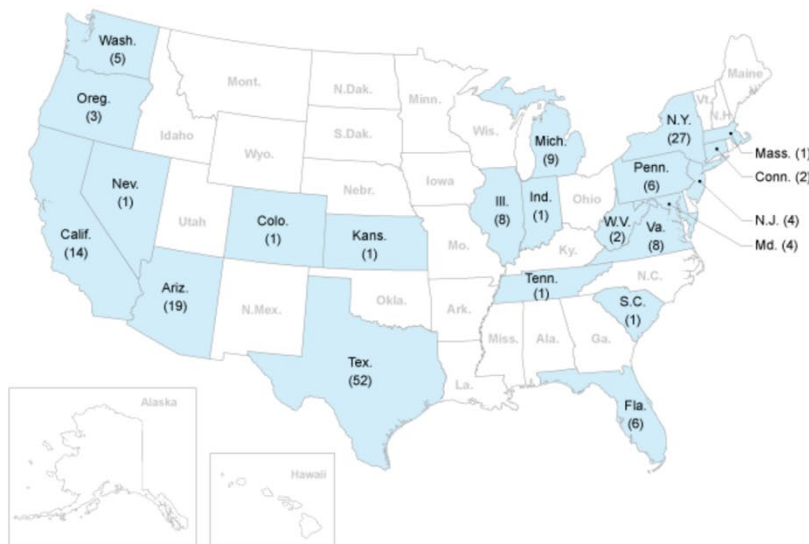 Wash.
(5)
Oreg.
(3)
Calif.
(14)
Nev.
(1)
Idaho
Mont.
Wyo.
Utah
Ariz.
(19)
Colo.
(1)
N.Mex.
N.Dak.
S.Dak.
Nebr.
Kans.
(1)
Okla.
Tex.
(52)
Minn.
Iowa
Mo.
Ark.
La.
Wis.
Ill.
(8)
Mich.
(9)
Ind.
(1)
Ohio
Ky.
Tenn.
(1)
Miss.
Ala.
Ga.
Fla.
(6)
S.C.
(1)
N.C.
W.V.
(2)
Va.
(8)
Penn.
(6)
N.Y.
(27)
Vt.
N.H.
Maine
Mass. (1)
Conn. (2)
N.J. (4)
Md. (4)
Alaska
Hawaii